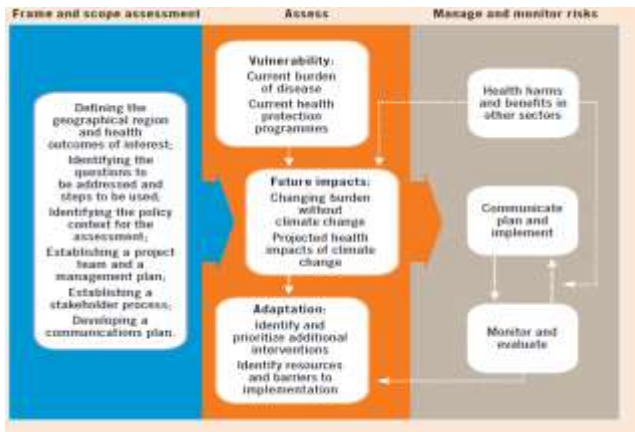 Frame and scope assessment
Assess
Manage and monitor risks
Defining the
geographical region
and health
outcomes of interest;
Identifying the
questions to
be addressed and
steps to be used;
Identifying the policy
context for the
assessment;
Establishing a project
team and a
management plan;
Establishing a
stakeholder process;
Developing a
communications plan.
Vulnerability:
Current burden
of disease
Current health
protection
programmes
Future impacts:
Changing burden
without
climate change
Projected health
impacts of climate
change
Adaptation:
Identify and
prioritize additional
interventions
Identify resources
and barriers to
implementation
Health harms
and benefits in
other sectors
Communicate
plan and
implement
Monitor and
evaluate